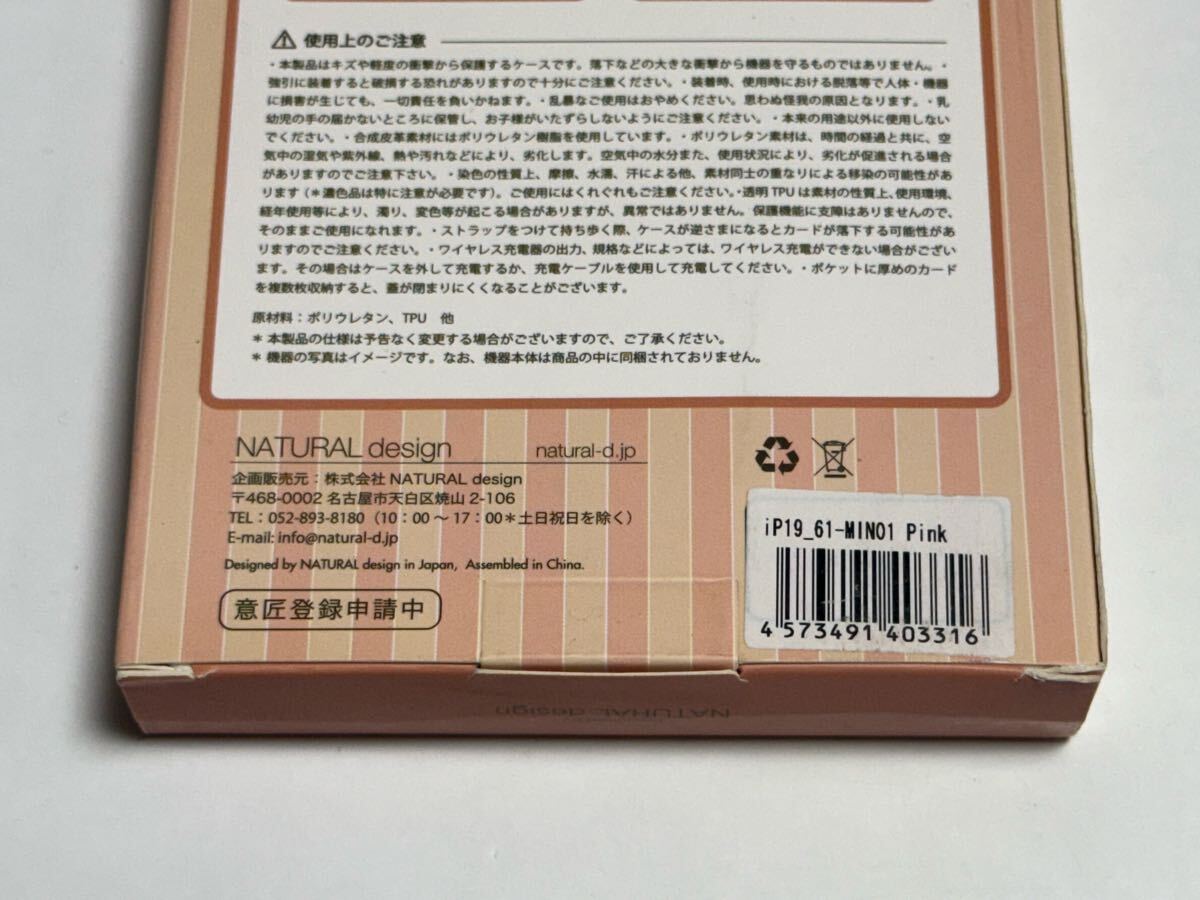 ⚠ 使用上のご注意
・本製品はキズや軽度の衝撃から保護するケースです。落下などの大きな衝撃から機器を守るものではありません。・
強引に装着すると破損する恐れがありますので十分にご注意ください。・装着時、使用時における脱落等で人体・機器
に損害が生じても、一切責任を負いかねます。・乱暴なご使用はおやめください。思わぬ怪我の原因となります。・乳
幼児の手の届かないところに保管し、お子様がいたずらしないようにご注意ください。・本来の用途以外に使用しない
でください。・合成皮革素材にはポリウレタン樹脂を使用しています。・ポリウレタン素材は、時間の経過と共に、空
気中の湿気や紫外線、熱や汚れなどにより、劣化します。空気中の水分また、使用状況により、劣化が促進される場合
がありますのでご注意下さい。・染色の性質上、摩擦、水濡、汗による他、素材同士の重なりによる移染の可能性があ
ります（＊濃色品は特に注意が必要です）。ご使用にはくれぐれもご注意ください。・透明 TPU は素材の性質上、使用環境、
経年使用等により、濁り、変色等が起こる場合がありますが、異常ではありません。保護機能に支障はありませんので、
そのままご使用になれます。・ストラップをつけて持ち歩く際、ケースが逆さまになるとカードが落下する可能性があ
りますのでご注意ください。・ワイヤレス充電器の出力、規格などによっては、ワイヤレス充電ができない場合がござい
ます。その場合はケースを外して充電するか、充電ケーブルを使用して充電してください。・ポケットに厚めのカード
を複数枚収納すると、蓋が閉まりにくくなることがございます。
原材料：ポリウレタン、TPU 他
＊本製品の仕様は予告なく変更する場合がございますので、ご了承ください。
＊機器の写真はイメージです。なお、機器本体は商品の中に同梱されておりません。
NATURAL design natural-d.jp
企画販売元：株式会社 NATURAL design
〒468-0002 名古屋市天白区焼山 2-106
TEL：052-893-8180（10：00～17：00＊土日祝日を除く）
E-mail: info@natural-d.jp
Designed by NATURAL design in Japan, Assembled in China.
意匠登録申請中
iP19_61-MIN01 Pink
4 573491 403316
NATURAL design